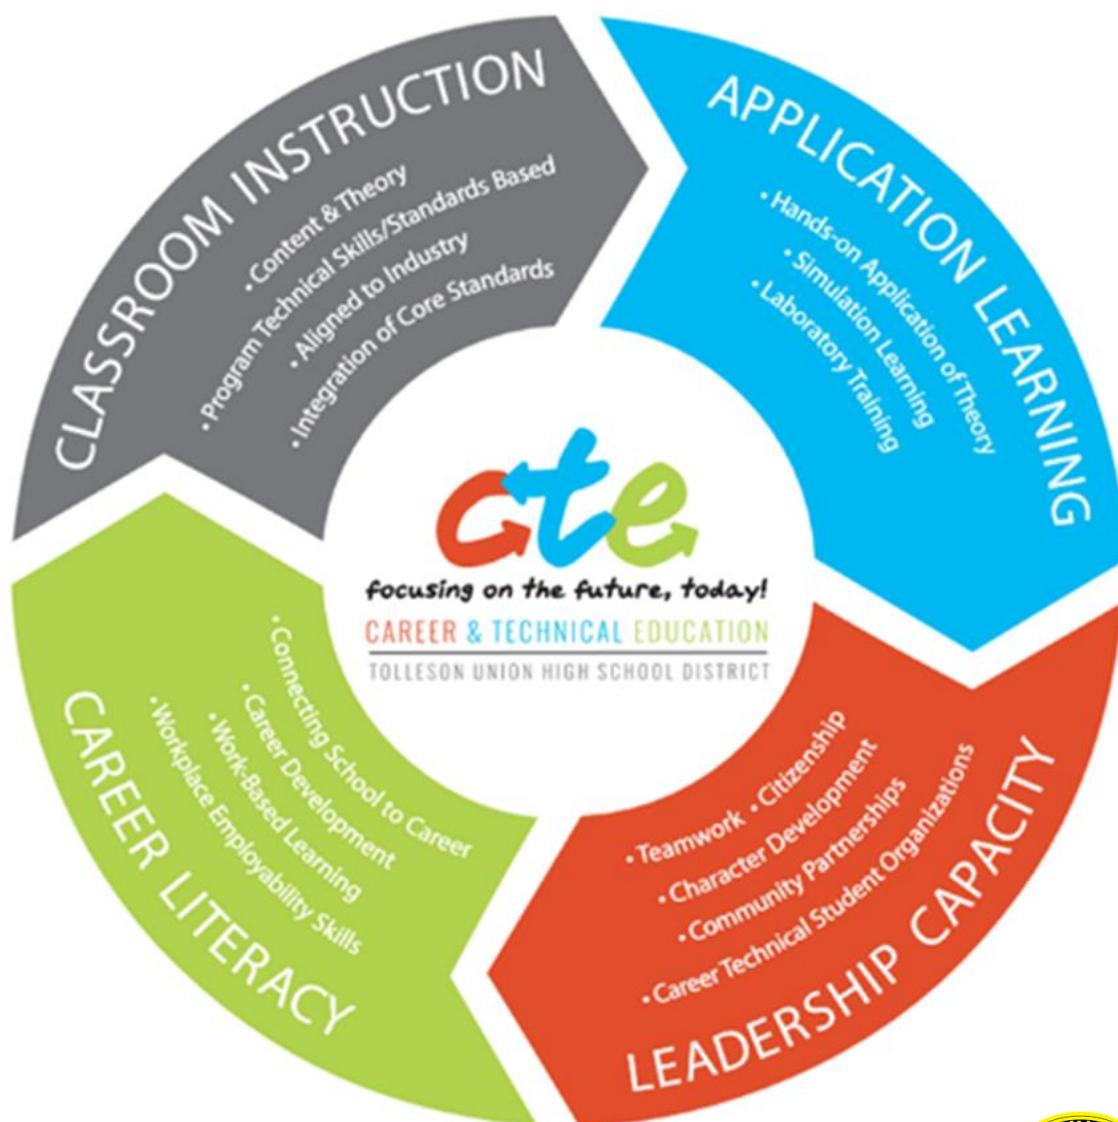 CLASSROOM INSTRUCTION
• Content & Theory
• Program Technical Skills/Standards Based
• Aligned to Industry
• Integration of Core Standards
APPLICATION LEARNING
• Hands-on Application of Theory
• Simulation Learning
• Laboratory Training
cte
focusing on the future, today!
CAREER & TECHNICAL EDUCATION
TOLLESON UNION HIGH SCHOOL DISTRICT
• Teamwork • Citizenship
• Character Development
• Community Partnerships
• Career Technical Student Organizations
LEADERSHIP CAPACITY
• Connecting School to Career
• Career Development
• Work-Based Learning
• Workplace Employability Skills
CAREER LITERACY